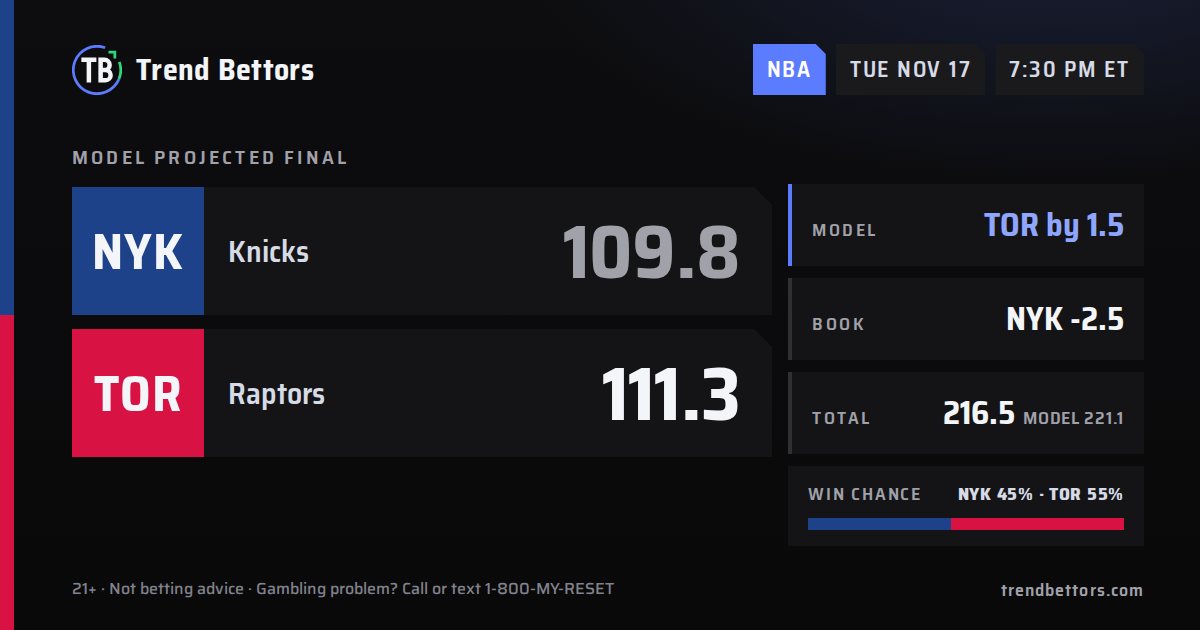 TB Trend Bettors
NBA
TUE NOV 17
7:30 PM ET
MODEL PROJECTED FINAL
NYK Knicks 109.8
TOR Raptors 111.3
MODEL TOR by 1.5
BOOK NYK -2.5
TOTAL 216.5 MODEL 221.1
WIN CHANCE NYK 45% · TOR 55%
21+ · Not betting advice · Gambling problem? Call or text 1-800-MY-RESET
trendbettors.com